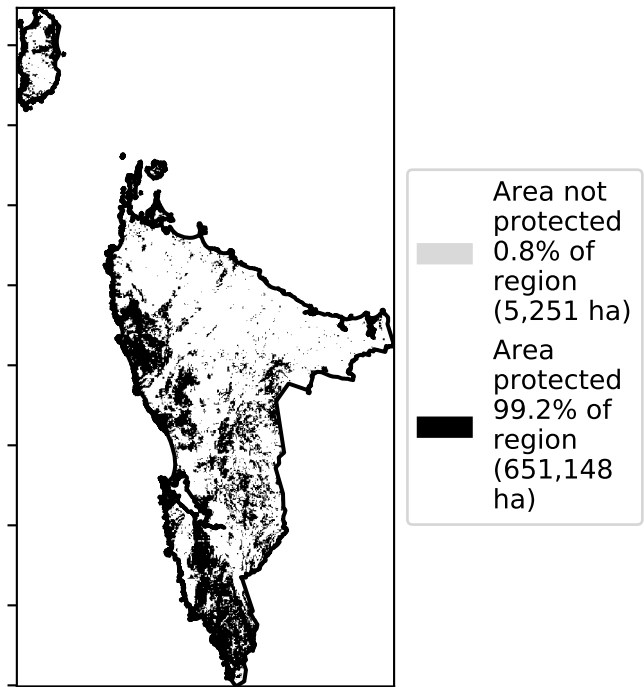 Area not
protected
0.8% of
region
(5,251 ha)
Area
protected
99.2% of
region
(651,148
ha)